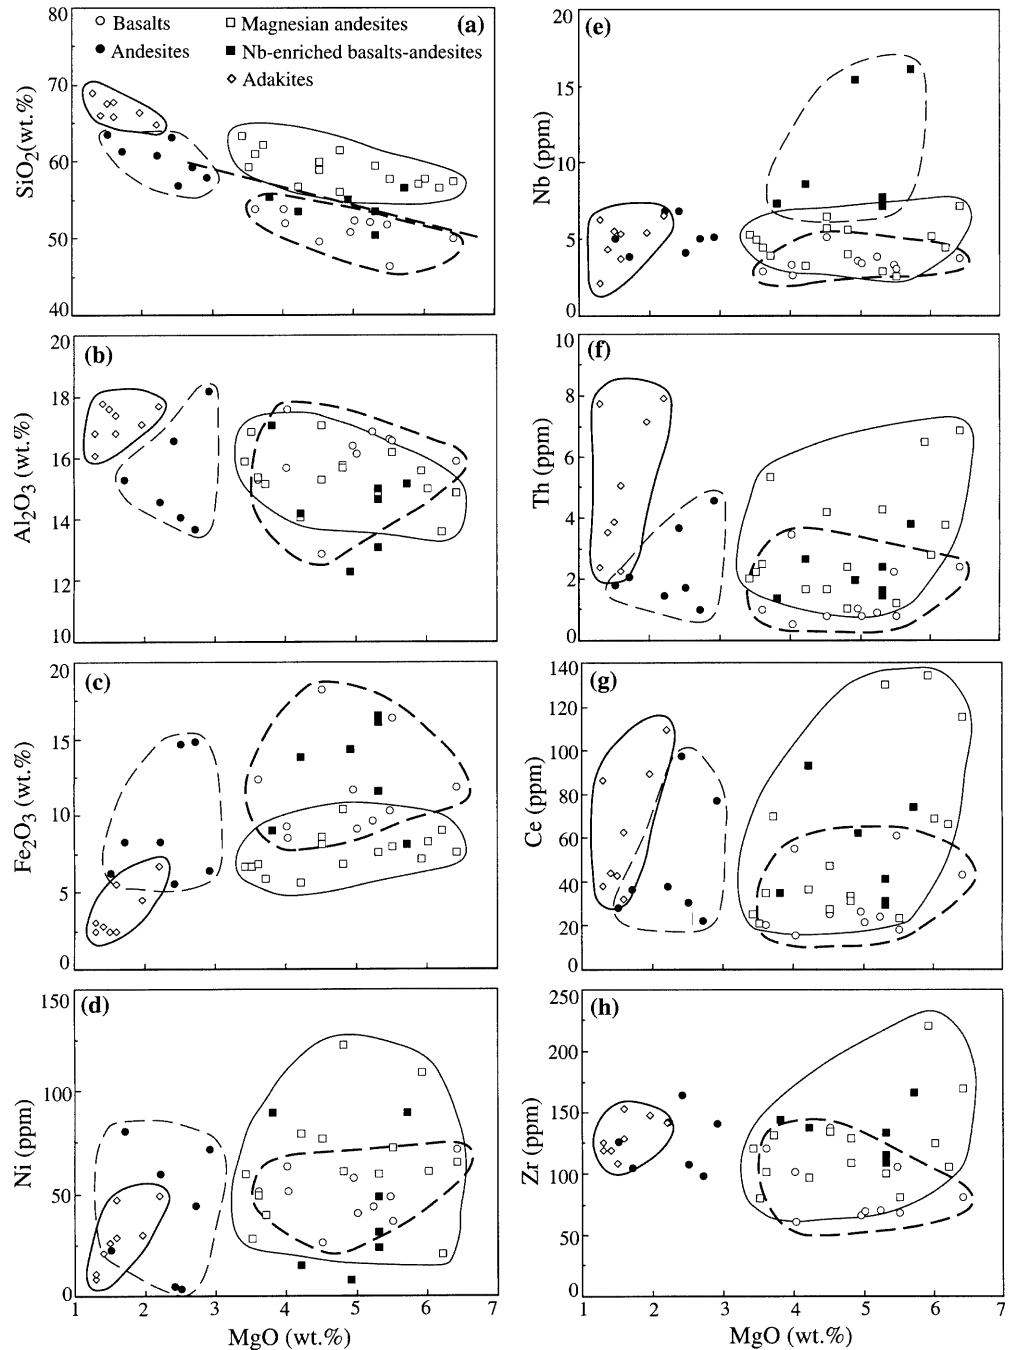 80
70
60
50
40
SiO2(wt.%)
(a)
Basalts
Magnesian andesites
Andesites
Nb-enriched basalts-andesites
Adakites
20
18
16
14
12
10
Al2O3 (wt.%)
(b)
20
15
10
5
0
Fe2O3 (wt.%)
(c)
150
100
50
0
Ni (ppm)
(d)
1 2 3 4 5 6 7
MgO (wt.%)
20
15
10
5
0
Nb (ppm)
(e)
10
8
6
4
2
0
Th (ppm)
(f)
140
120
100
80
60
40
20
0
Ce (ppm)
(g)
250
200
150
100
50
0
Zr (ppm)
(h)
1 2 3 4 5 6 7
MgO (wt.%)